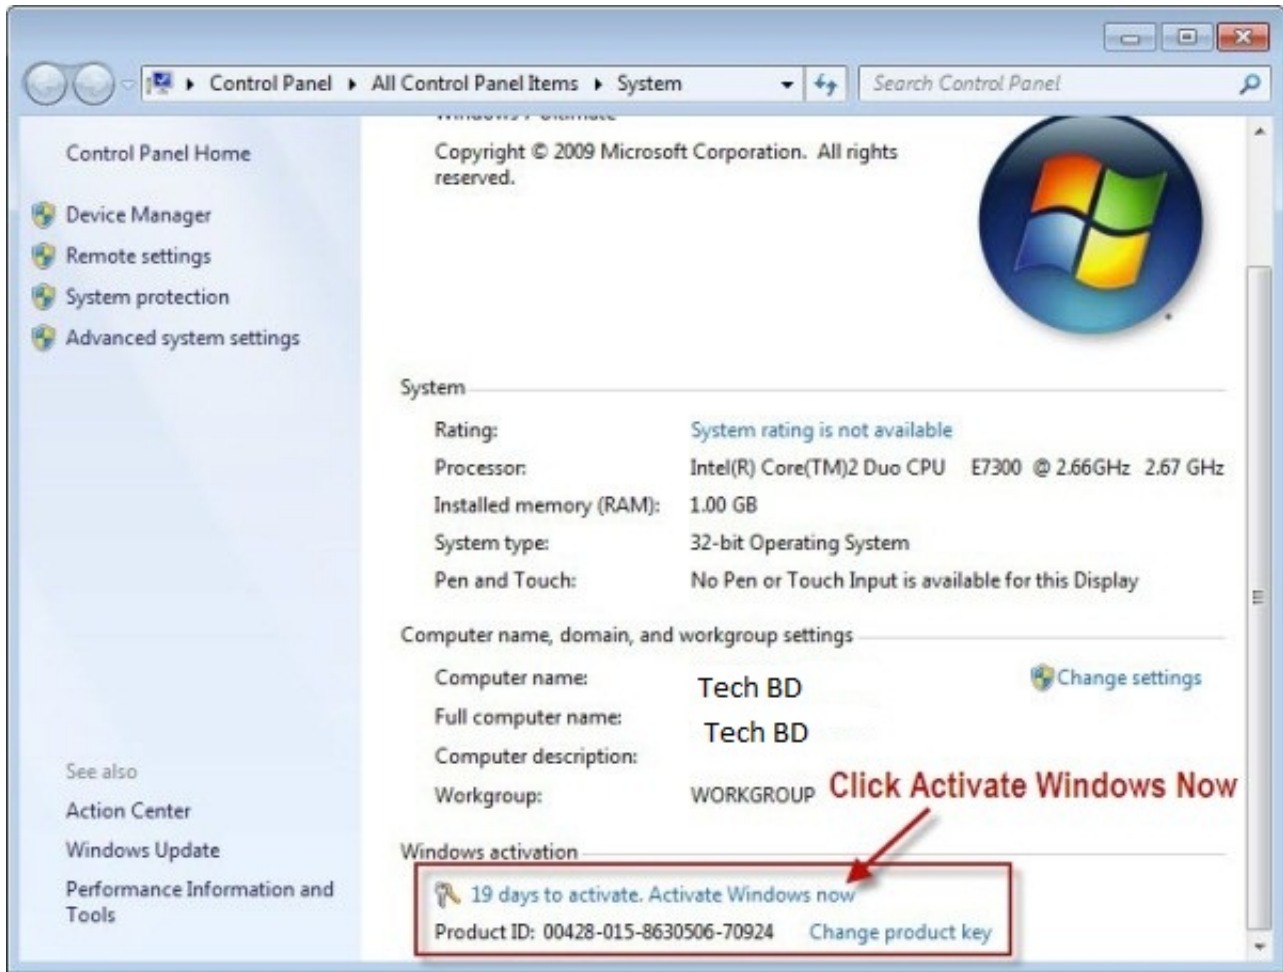 Control Panel ▸ All Control Panel Items ▸ System
Search Control Panel
Control Panel Home
Device Manager
Remote settings
System protection
Advanced system settings
See also
Action Center
Windows Update
Performance Information and
Tools
Windows 7 Ultimate
Copyright © 2009 Microsoft Corporation. All rights
reserved.
System
Rating: System rating is not available
Processor: Intel(R) Core(TM)2 Duo CPU E7300 @ 2.66GHz 2.67 GHz
Installed memory (RAM): 1.00 GB
System type: 32-bit Operating System
Pen and Touch: No Pen or Touch Input is available for this Display
Computer name, domain, and workgroup settings
Computer name: Tech BD
Change settings
Full computer name: Tech BD
Computer description:
Workgroup: WORKGROUP
Click Activate Windows Now
Windows activation
19 days to activate. Activate Windows now
Product ID: 00428-015-8630506-70924 Change product key